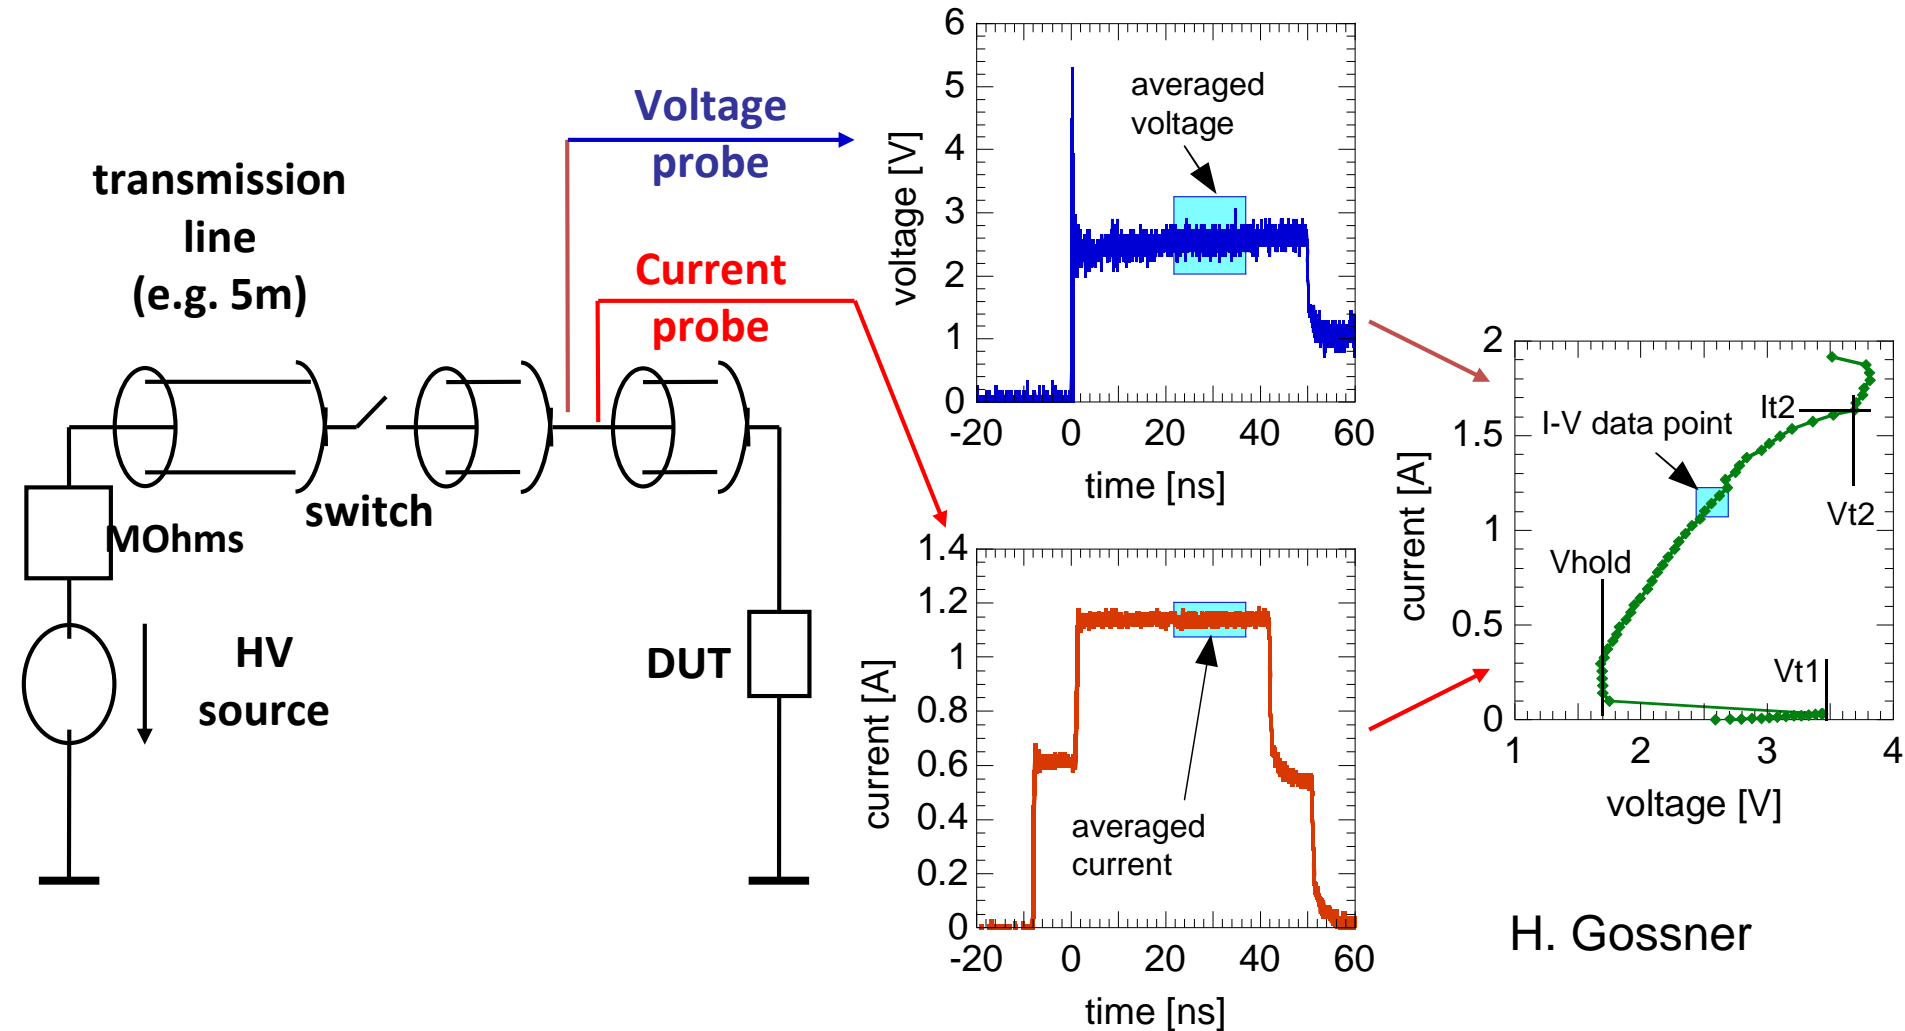 transmission
line
(e.g. 5m)
Voltage
probe
Current
probe
switch
MOhms
HV
source
DUT
6
5
4
3
2
1
0
voltage [V]
averaged
voltage
-20
0
20
40
60
time [ns]
1.4
1.2
1
0.8
0.6
0.4
0.2
0
current [A]
averaged
current
-20
0
20
40
60
time [ns]
2
1.5
1
0.5
0
current [A]
It2
I-V data point
Vt2
Vhold
Vt1
1
2
3
4
voltage [V]
H. Gossner